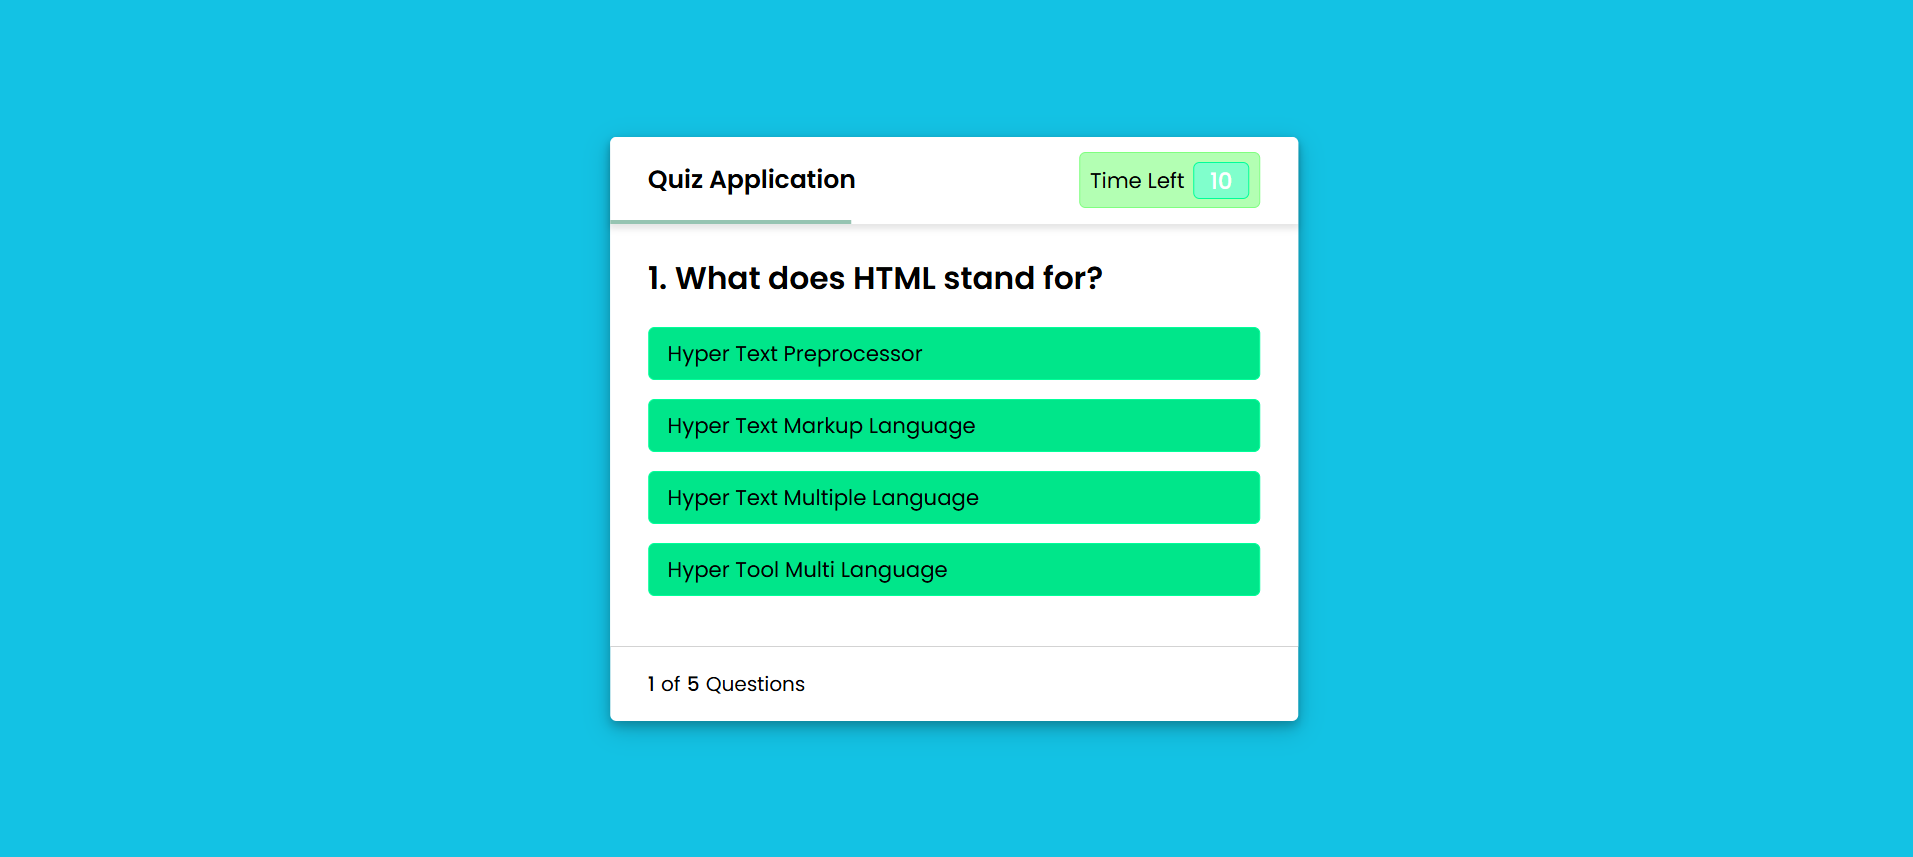 Quiz Application
Time Left 10
1. What does HTML stand for?
Hyper Text Preprocessor
Hyper Text Markup Language
Hyper Text Multiple Language
Hyper Tool Multi Language
1 of 5 Questions